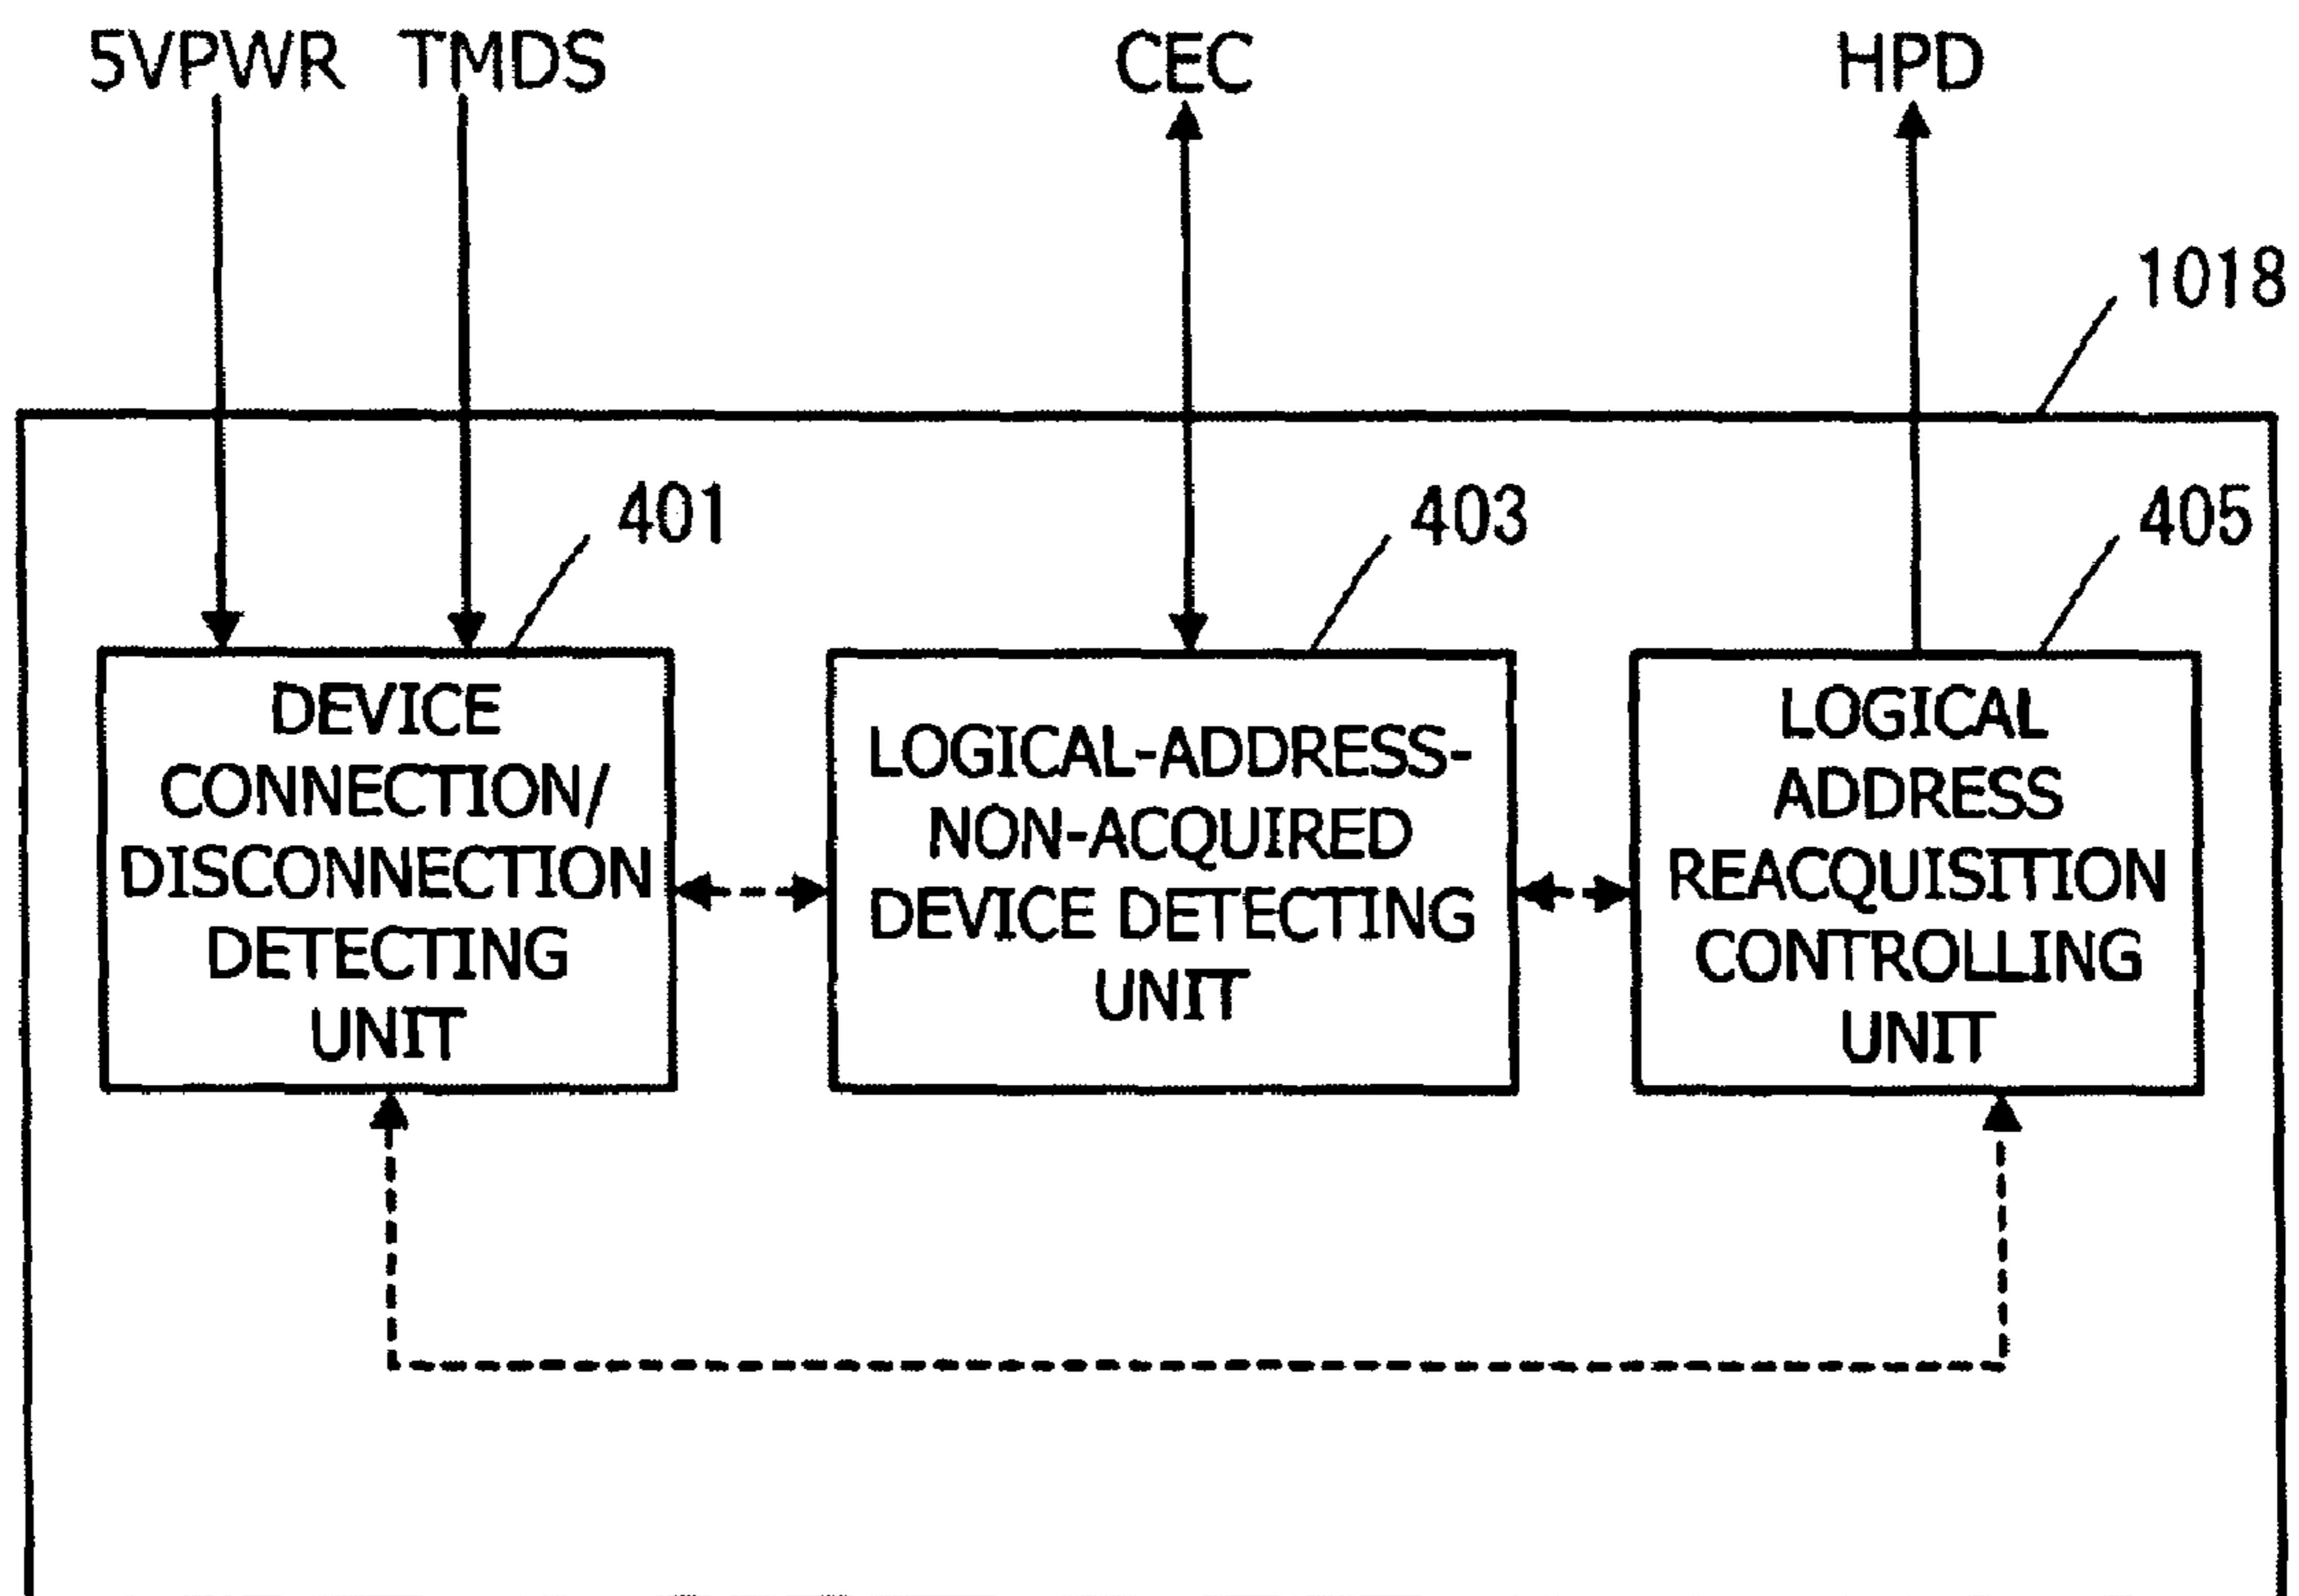 5VPWR TMDS CEC HPD
1018
401 403 405
DEVICE
CONNECTION/
DISCONNECTION
DETECTING
UNIT
LOGICAL-ADDRESS-
NON-ACQUIRED
DEVICE DETECTING
UNIT
LOGICAL
ADDRESS
REACQUISITION
CONTROLLING
UNIT